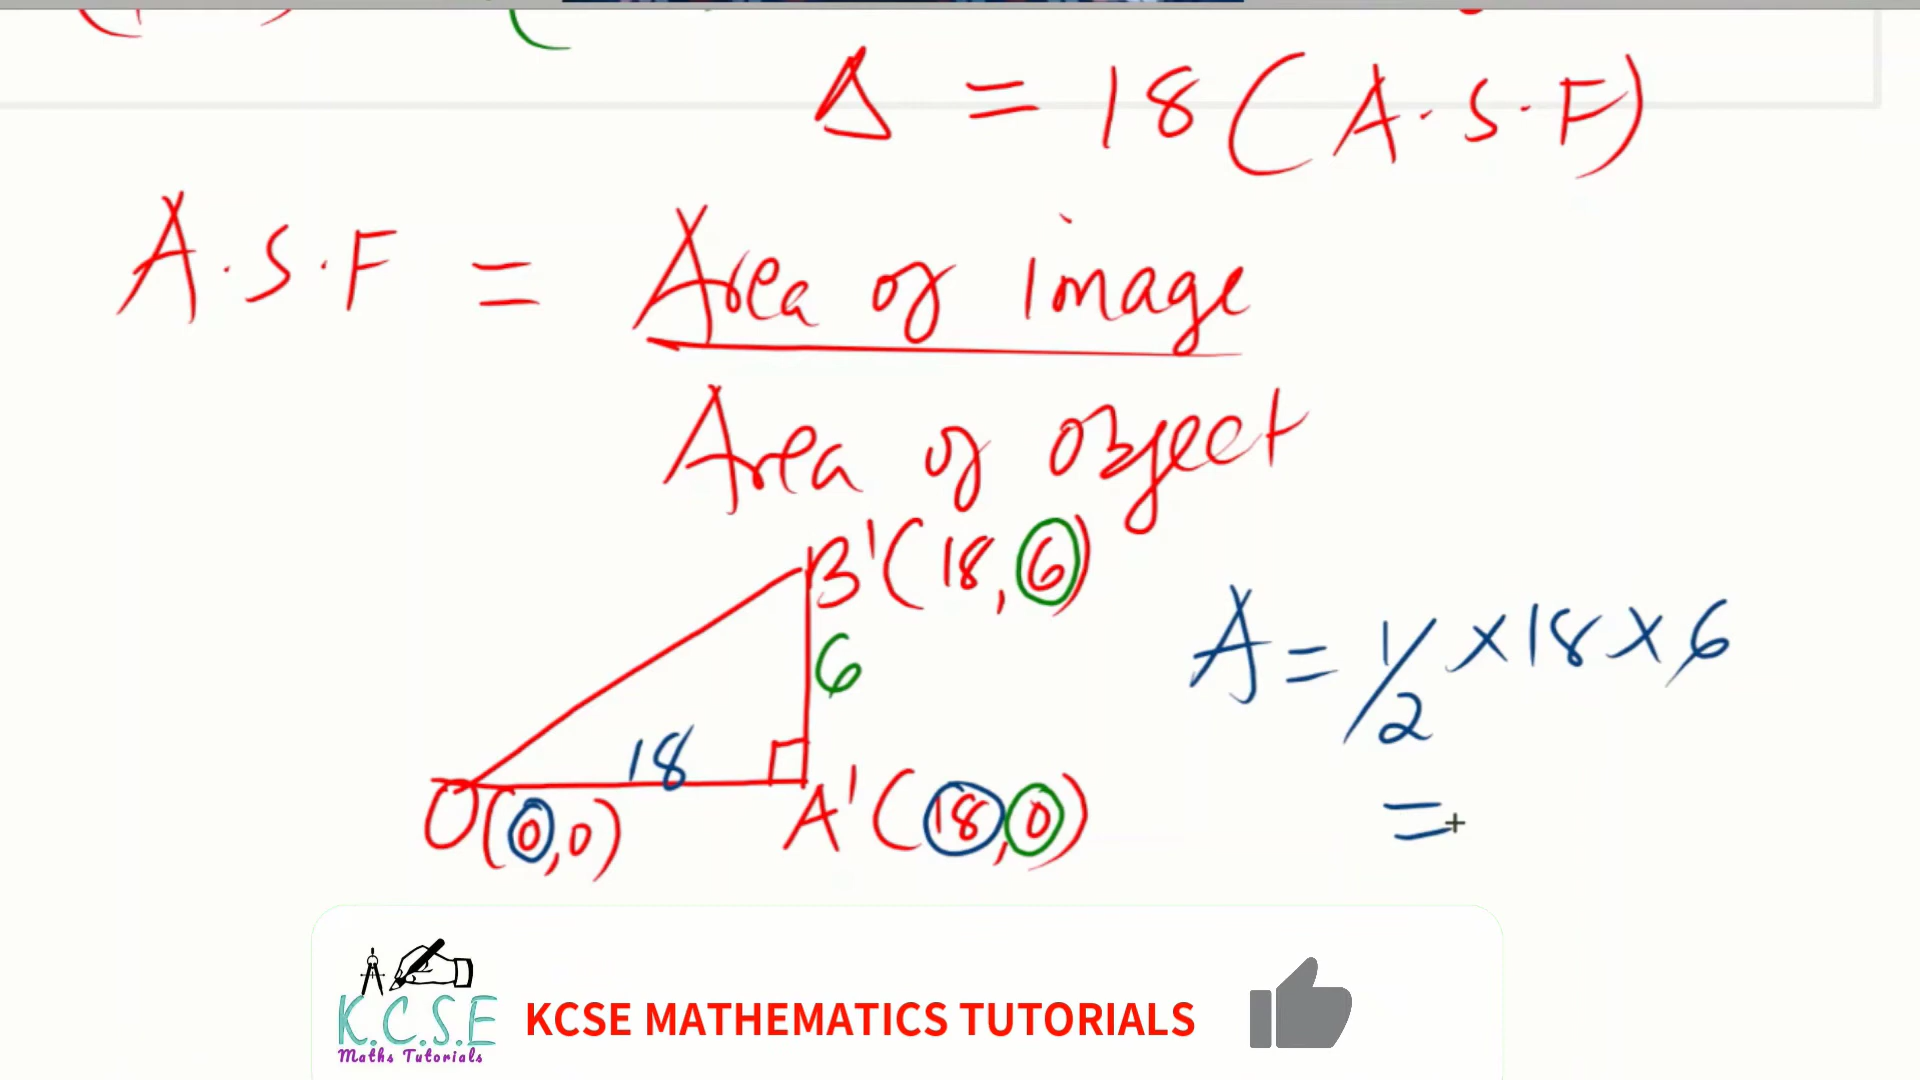 Δ = 18 (A.S.F)
A.S.F = Area of image
Area of object
B'(18,6)
6
A = 1/2 × 18 × 6
18
=
O(0,0)
A'(18,0)
K.C.S.E
Maths Tutorials
KCSE MATHEMATICS TUTORIALS